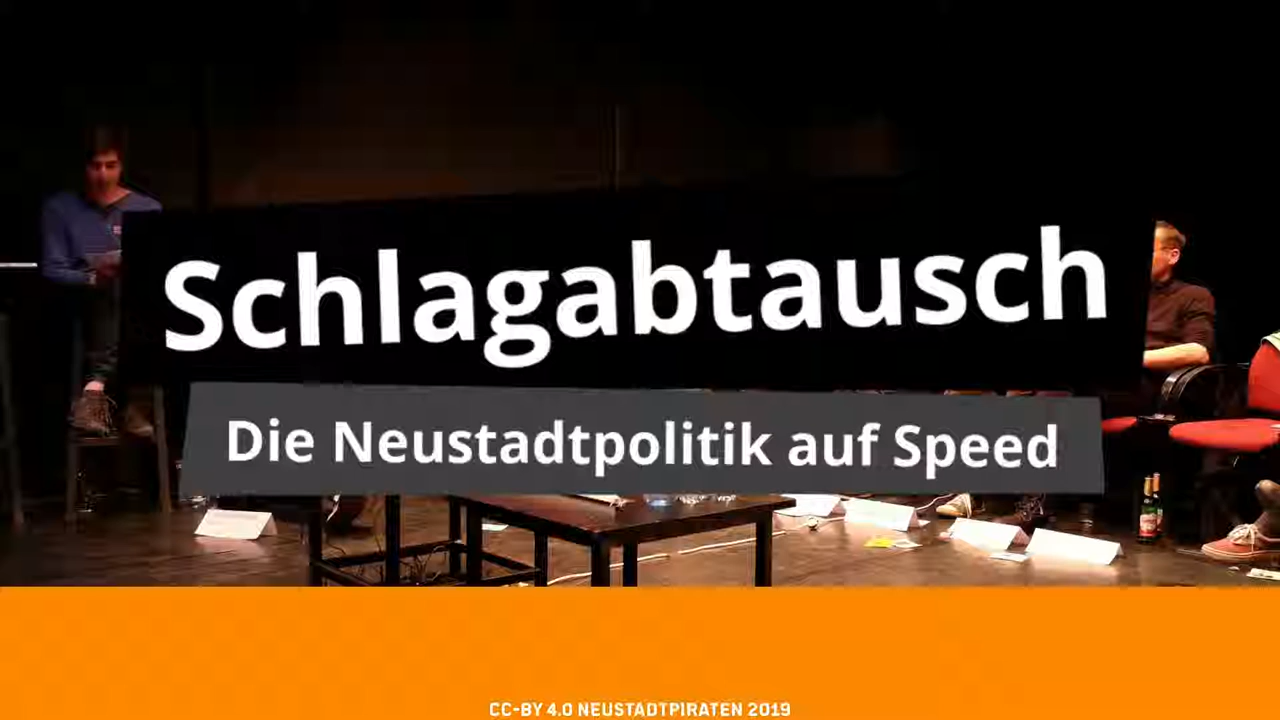 Schlagabtausch
Die Neustadtpolitik auf Speed
CC-BY 4.0 NEUSTADTPIRATEN 2019